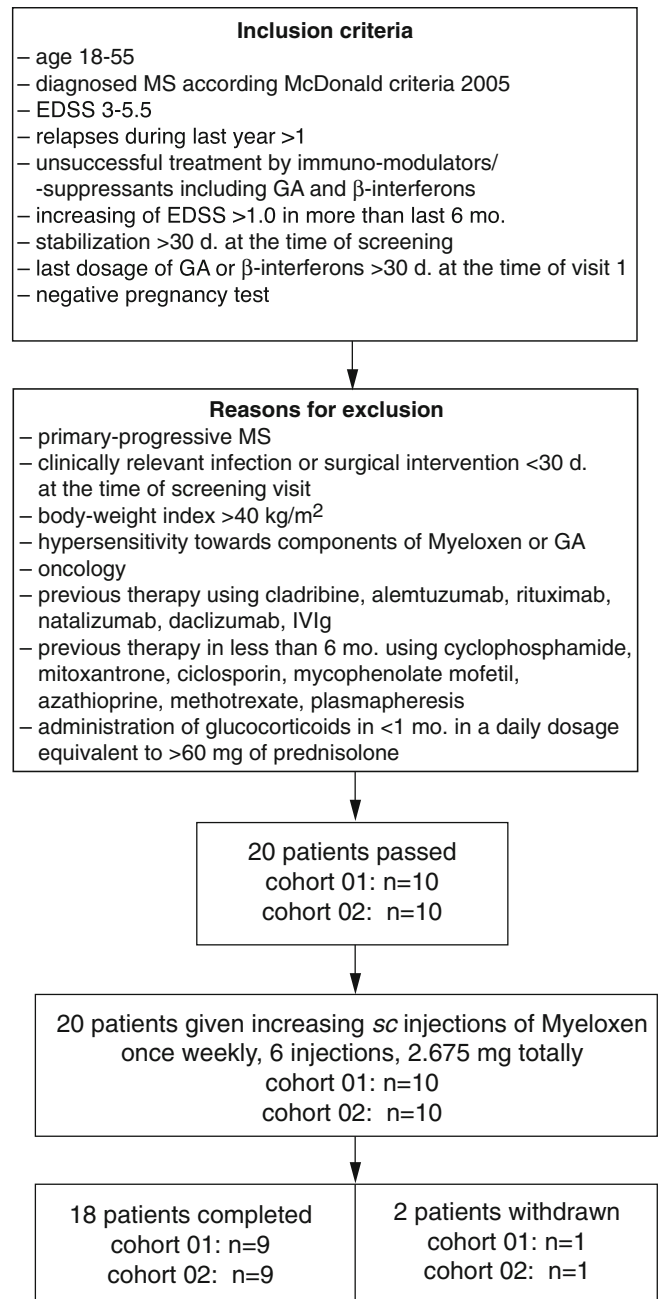 Inclusion criteria
– age 18-55
– diagnosed MS according McDonald criteria 2005
– EDSS 3-5.5
– relapses during last year >1
– unsuccessful treatment by immuno-modulators/
-suppressants including GA and β-interferons
– increasing of EDSS >1.0 in more than last 6 mo.
– stabilization >30 d. at the time of screening
– last dosage of GA or β-interferons >30 d. at the time of visit 1
– negative pregnancy test
Reasons for exclusion
– primary-progressive MS
– clinically relevant infection or surgical intervention <30 d.
at the time of screening visit
– body-weight index >40 kg/m²
– hypersensitivity towards components of Myeloxen or GA
– oncology
– previous therapy using cladribine, alemtuzumab, rituximab,
natalizumab, daclizumab, IVIg
– previous therapy in less than 6 mo. using cyclophosphamide,
mitoxantrone, ciclosporin, mycophenolate mofetil,
azathioprine, methotrexate, plasmapheresis
– administration of glucocorticoids in <1 mo. in a daily dosage
equivalent to >60 mg of prednisolone
20 patients passed
cohort 01: n=10
cohort 02: n=10
20 patients given increasing sc injections of Myeloxen
once weekly, 6 injections, 2.675 mg totally
cohort 01: n=10
cohort 02: n=10
18 patients completed
cohort 01: n=9
cohort 02: n=9
2 patients withdrawn
cohort 01: n=1
cohort 02: n=1